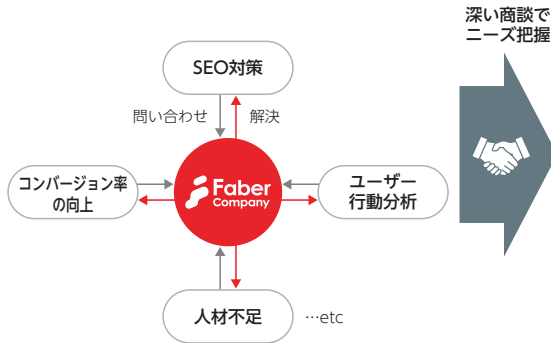 深い商談で
ニーズ把握
SEO対策
問い合わせ
解決
コンバージョン率
の向上
Faber
Company
ユーザー
行動分析
人材不足
…etc